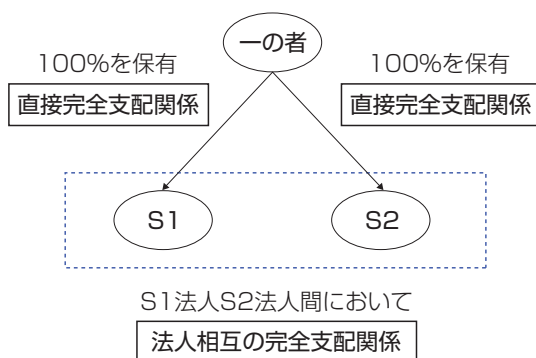 一の者
100%を保有
100%を保有
直接完全支配関係
直接完全支配関係
S1
S2
S1法人S2法人間において
法人相互の完全支配関係